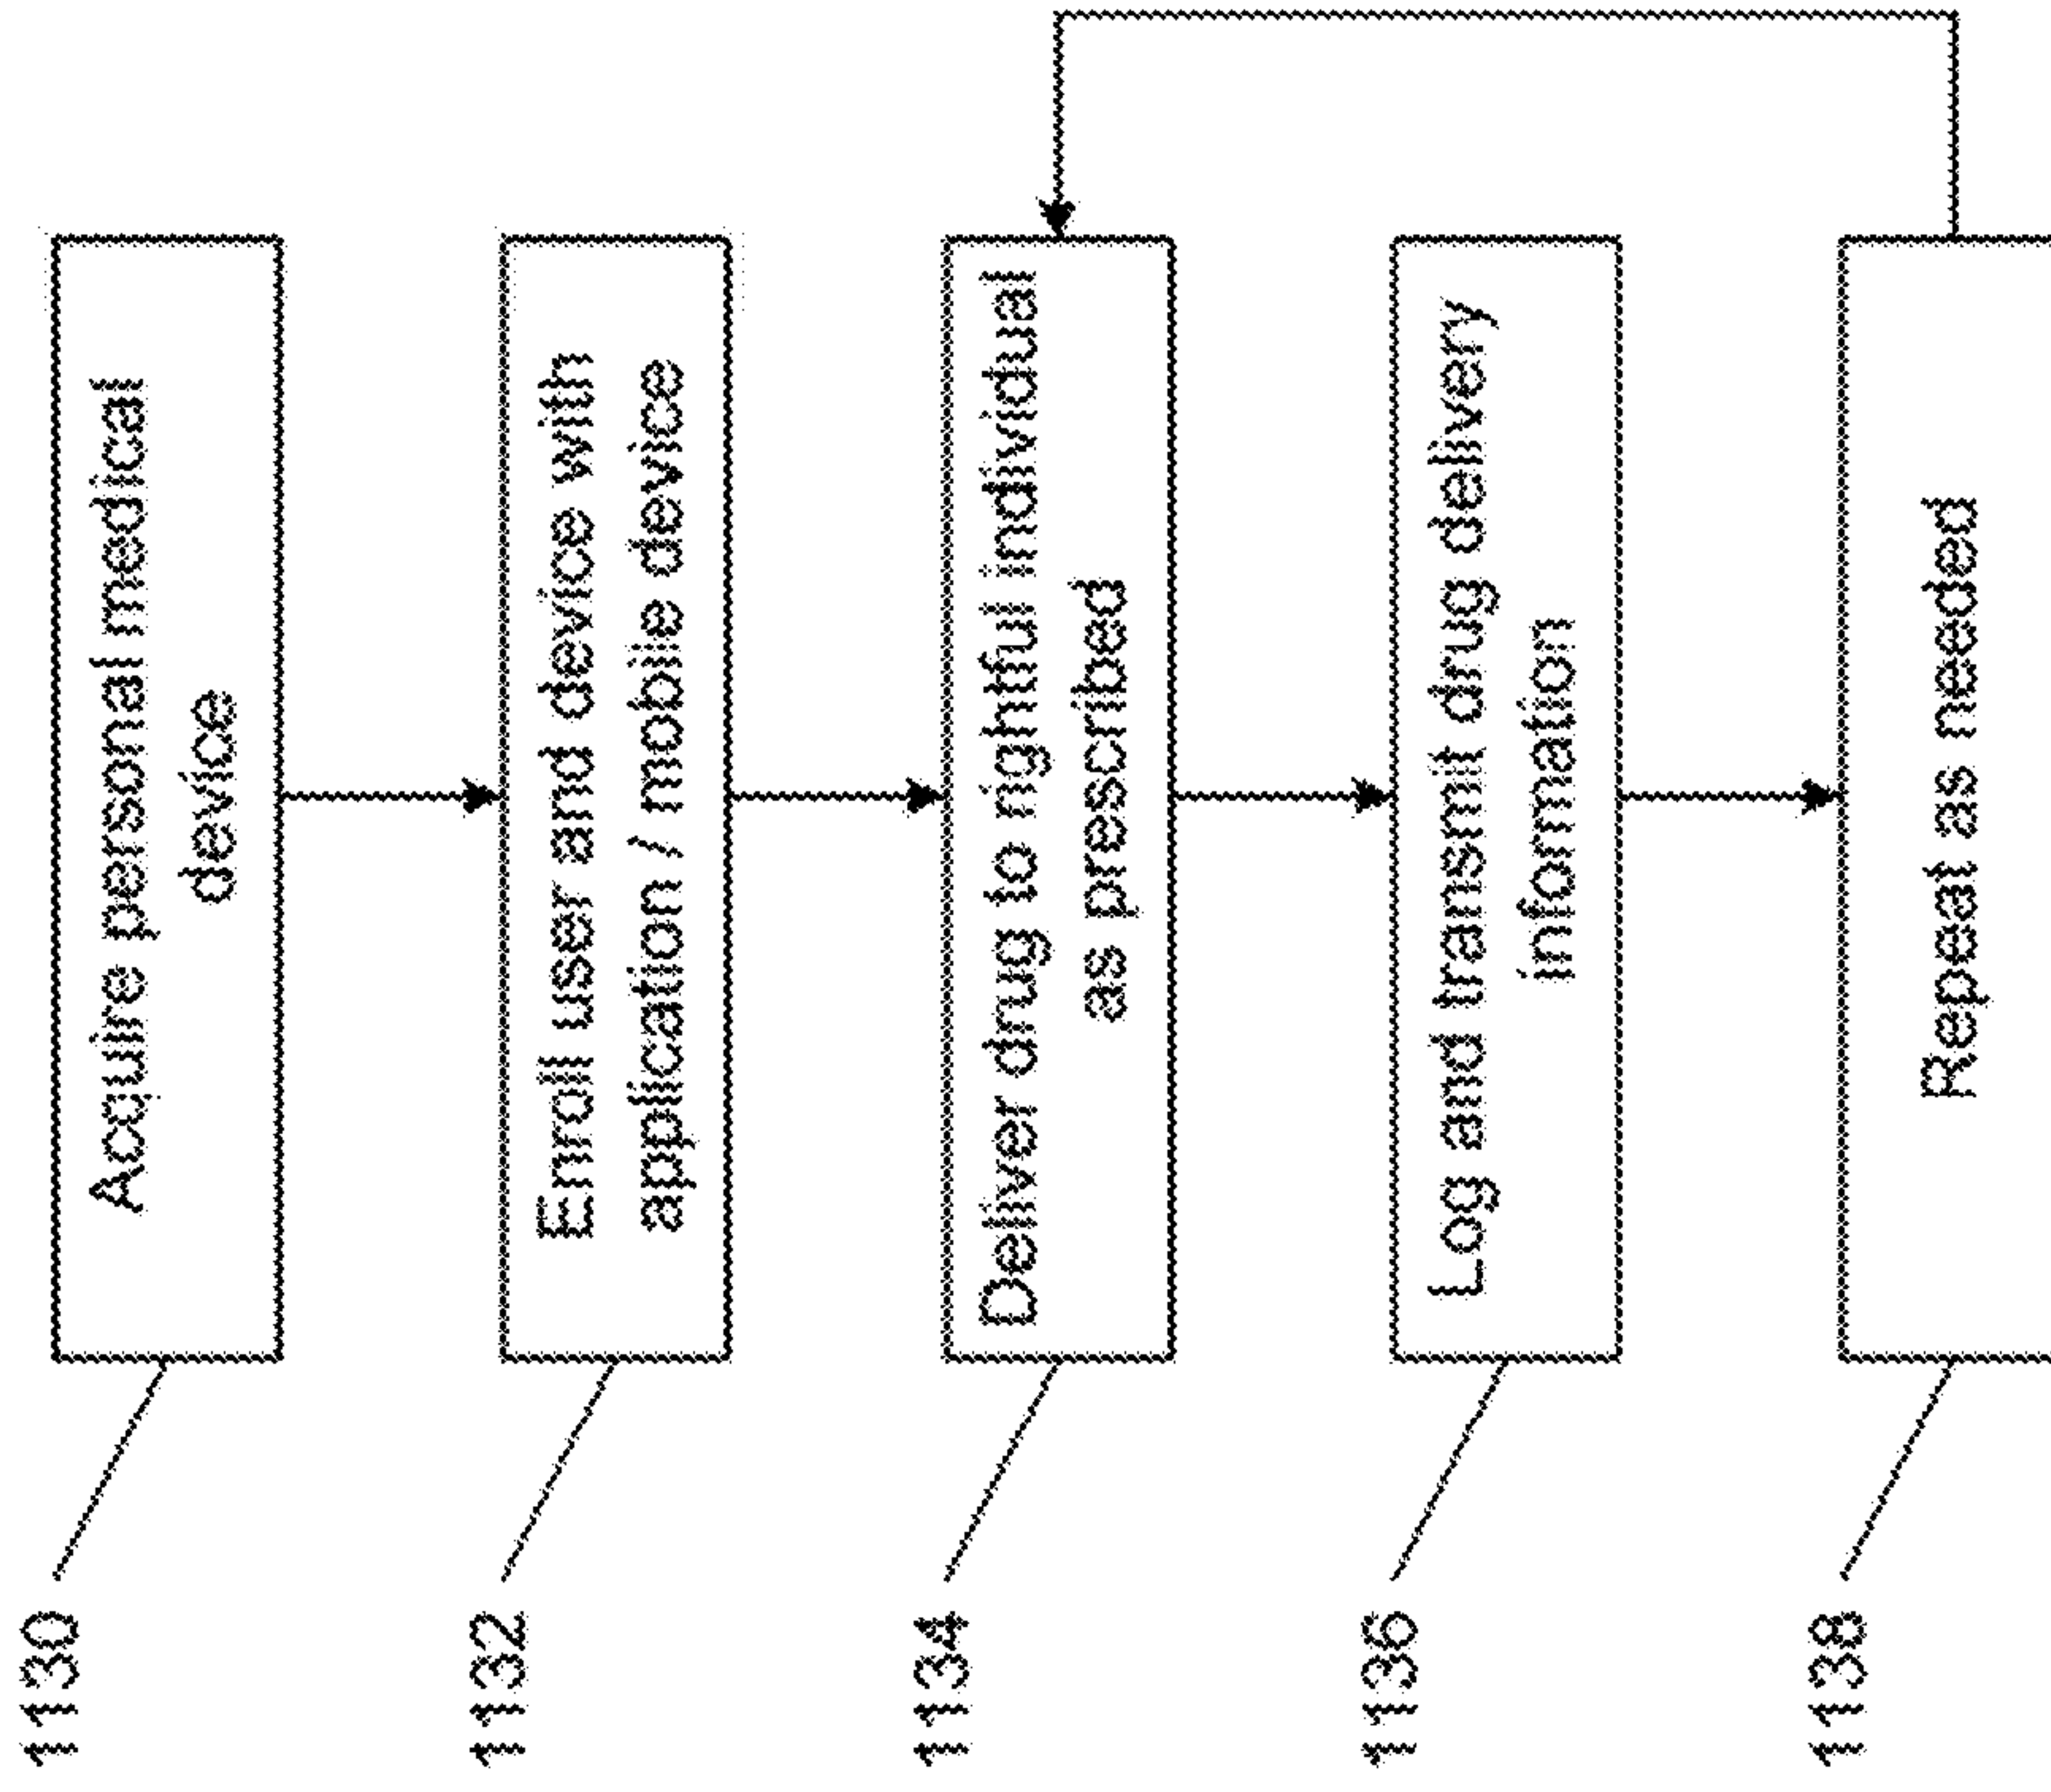 1130
Acquire personal medical
device
1132
Enroll user and device with
application / mobile device
1134
Deliver drug to rightful individual
as prescribed
1136
Log and transmit drug delivery
information
1138
Repeat as needed